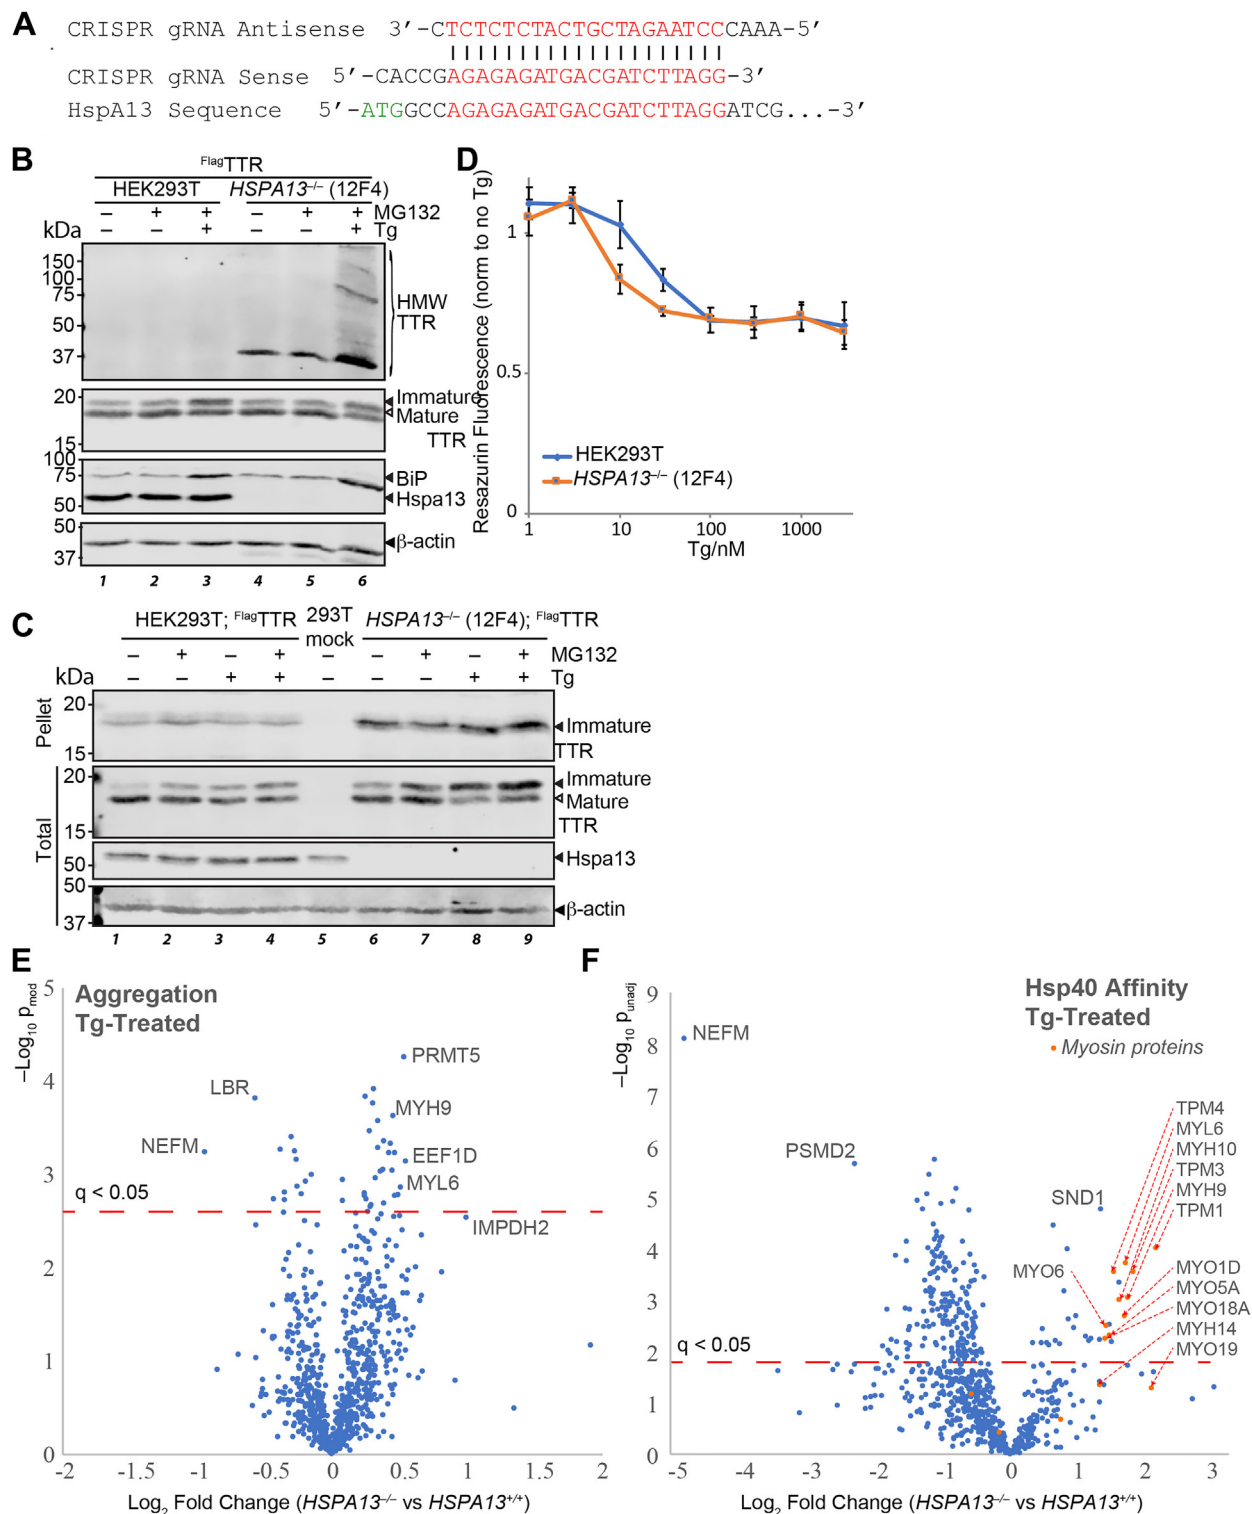 A
CRISPR gRNA Antisense 3′-CTCTCTCTACTGCTAGAATCCCAAA-5′
CRISPR gRNA Sense 5′-CACCGAGAGAGATGACGATCTTAGG-3′
HspA13 Sequence 5′-ATGGCCAGAGAGATGACGATCTTAGGATCG...-3′
B
FlagTTR
HEK293T HSPA13–/– (12F4)
– + + – + + MG132
kDa + + Tg
150
100
75
50
37
HMW
TTR
20
15
Immature
Mature
TTR
100
75
50
BiP
Hspa13
50
37
β-actin
1 2 3 4 5 6
D
Resazurin Fluorescence (norm to no Tg)
1
0.5
0
HEK293T
HSPA13–/– (12F4)
1 10 100 1000
Tg/nM
C
HEK293T; FlagTTR 293T mock HSPA13–/– (12F4); FlagTTR
– + – + – – + – + MG132
kDa – – + + – – – + + Tg
Pellet
20
15
Immature
TTR
Total
20
15
Immature
Mature
TTR
50
Hspa13
50
37
β-actin
1 2 3 4 5 6 7 8 9
E
–Log10 pmod
5
4
3
2
1
0
Aggregation
Tg-Treated
PRMT5
LBR
MYH9
NEFM
EEF1D
MYL6
q < 0.05
IMPDH2
-2 -1.5 -1 -0.5 0 0.5 1 1.5 2
Log2 Fold Change (HSPA13–/– vs HSPA13+/+)
F
–Log10 punadj
9
8
7
6
5
4
3
2
1
0
Hsp40 Affinity
Tg-Treated
Myosin proteins
NEFM
PSMD2
SND1
MYO6
TPM4
MYL6
MYH10
TPM3
MYH9
TPM1
MYO1D
MYO5A
MYO18A
MYH14
MYO19
q < 0.05
-5 -4 -3 -2 -1 0 1 2 3
Log2 Fold Change (HSPA13–/– vs HSPA13+/+)